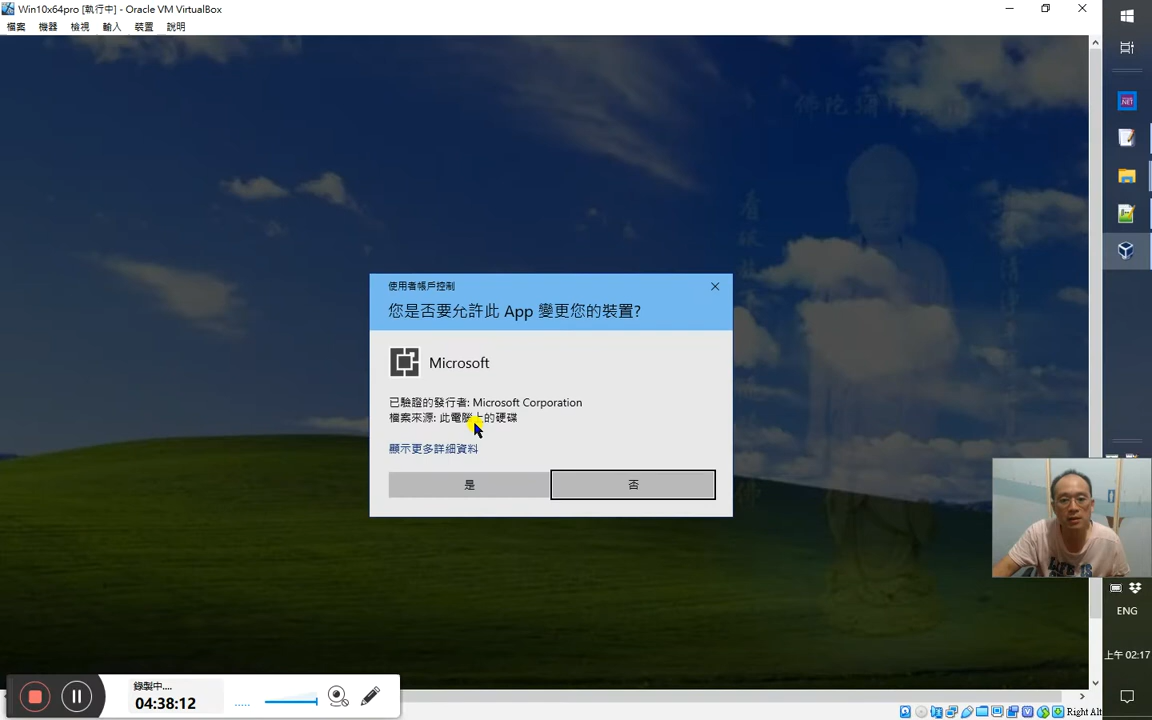 Win10x64pro [執行中] - Oracle VM VirtualBox
檔案 機器 檢視 輸入 裝置 說明
使用者帳戶控制
您是否要允許此 App 變更您的裝置?
Microsoft
已驗證的發行者: Microsoft Corporation
檔案來源: 此電腦上的硬碟
顯示更多詳細資料
是
否
.NET
LIFE IS
ENG
上午 02:17
錄製中....
04:38:12
Right Alt